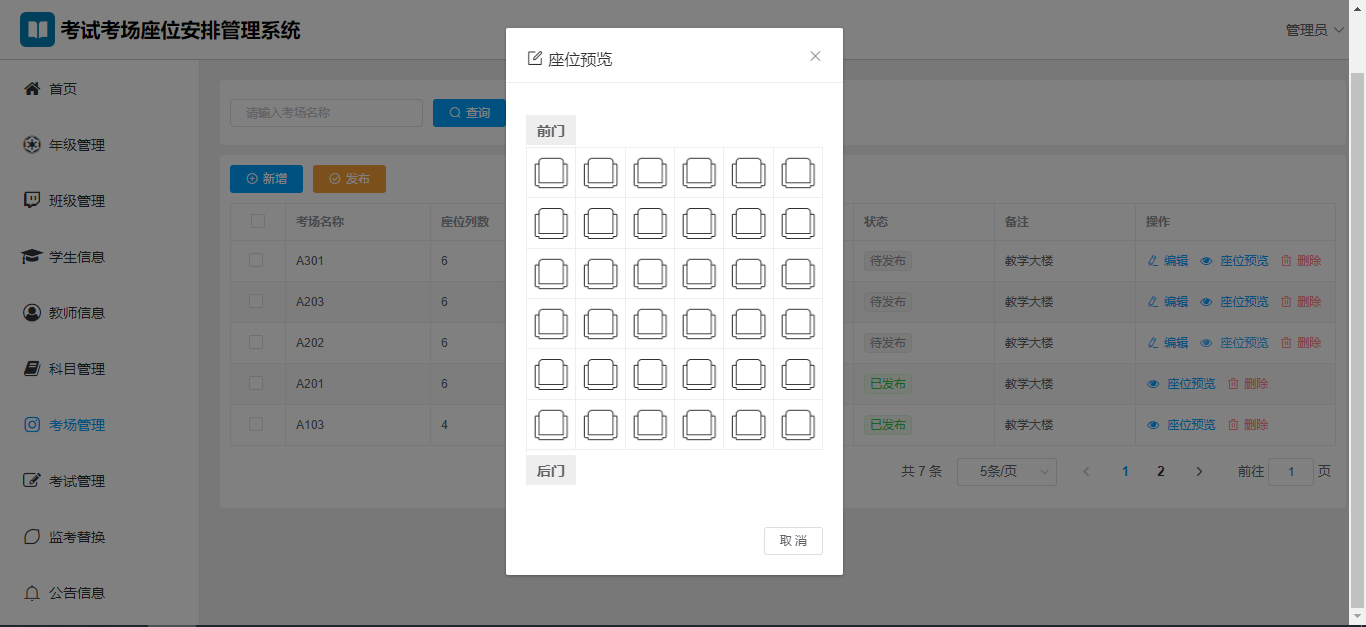 考试考场座位安排管理系统
管理员
首页
年级管理
班级管理
学生信息
教师信息
科目管理
考场管理
考试管理
监考替换
公告信息
请输入考场名称
查询
新增
发布
考场名称 座位列数 状态 备注 操作
A301 6 待发布 教学大楼 编辑 座位预览 删除
A203 6 待发布 教学大楼 编辑 座位预览 删除
A202 6 待发布 教学大楼 编辑 座位预览 删除
A201 6 已发布 教学大楼 座位预览 删除
A103 4 已发布 教学大楼 座位预览 删除
共 7 条 5条/页 1 2 前往 1 页
座位预览
前门
后门
取 消